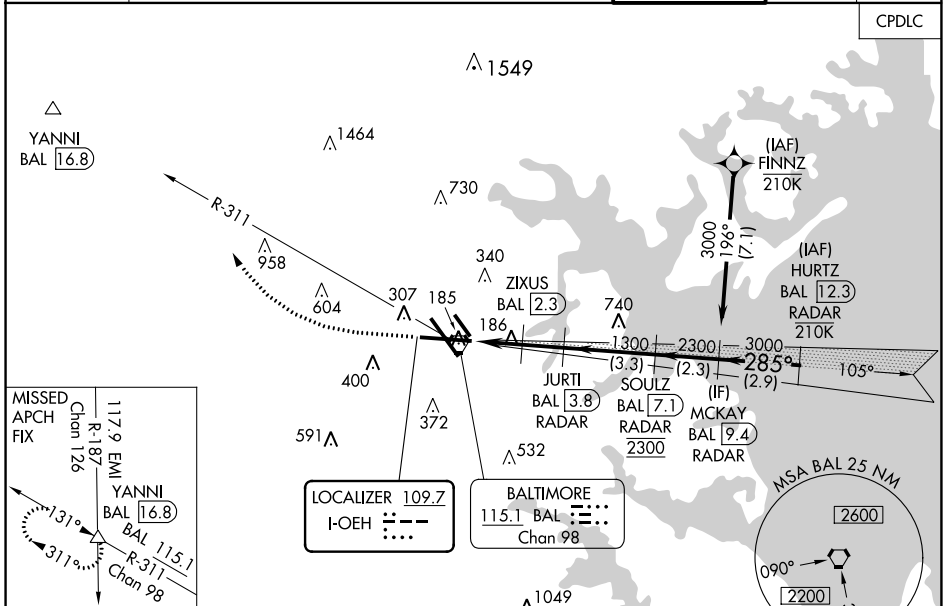 CPDLC
1549
YANNI
BAL 16.8
1464
(IAF)
FINNZ
210K
730
R-311
3000
196°
(7.1)
958
340
(IAF)
HURTZ
BAL 12.3
RADAR
210K
ZIXUS
BAL 2.3
604
307
185
186
740
1300
2300
3000
285°
105°
(3.3)
(2.3)
(2.9)
400
JURTI
BAL 3.8
RADAR
SOULZ
BAL 7.1
RADAR
2300
(IF)
MCKAY
BAL 9.4
RADAR
372
591
532
MISSED
APCH
FIX
117.9 EMI
R-187
Chan 126
YANNI
BAL 16.8
131°
311°
BAL 115.1
R-311
Chan 98
LOCALIZER 109.7
I-OEH
BALTIMORE
115.1 BAL
Chan 98
MSA BAL 25 NM
2600
090°
2200
1049